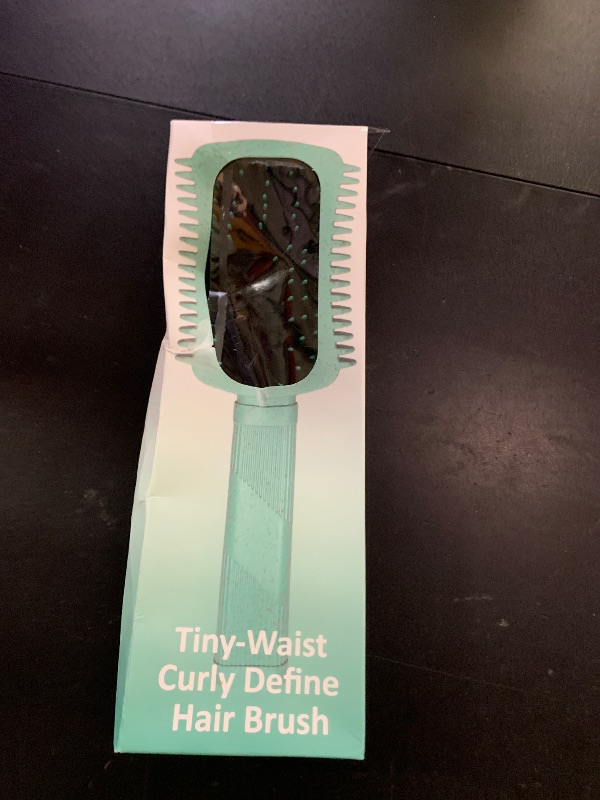 Tiny-Waist
Curly Define
Hair Brush